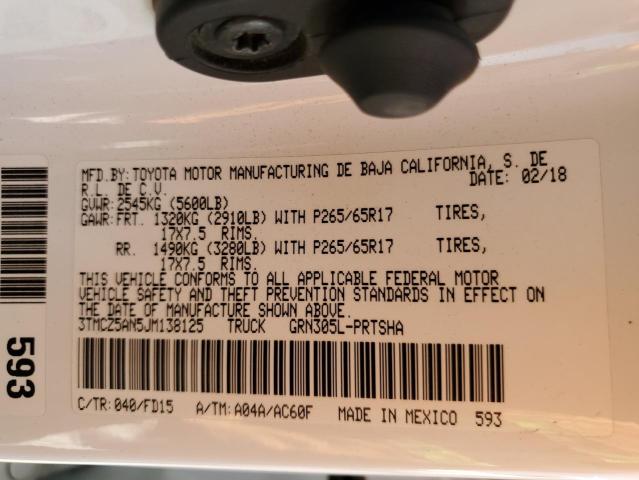 MFD.BY:TOYOTA MOTOR MANUFACTURING DE BAJA CALIFORNIA, S. DE
R.L. DE C.V. DATE: 02/18
GVWR:2545KG (5600LB)
GAWR:FRT. 1320KG (2910LB) WITH P265/65R17 TIRES,
17X7.5 RIMS.
RR. 1490KG (3280LB) WITH P265/65R17 TIRES,
17X7.5 RIMS.
THIS VEHICLE CONFORMS TO ALL APPLICABLE FEDERAL MOTOR
VEHICLE SAFETY AND THEFT PREVENTION STANDARDS IN EFFECT ON
THE DATE OF MANUFACTURE SHOWN ABOVE.
3TMCZ5AN5JM138125 TRUCK GRN305L-PRTSHA
C/TR:040/FD15 A/TM:A04A/AC60F MADE IN MEXICO 593
593